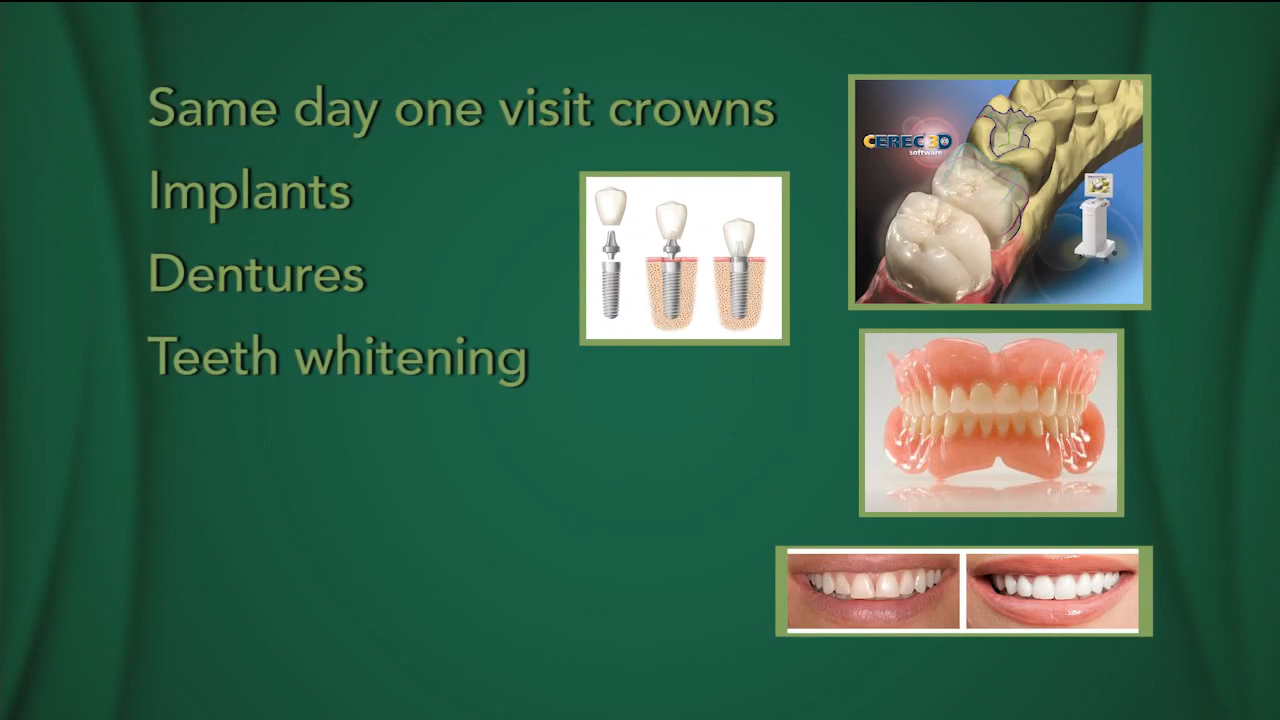 Same day one visit crowns
Implants
Dentures
Teeth whitening
CEREC 3D
software